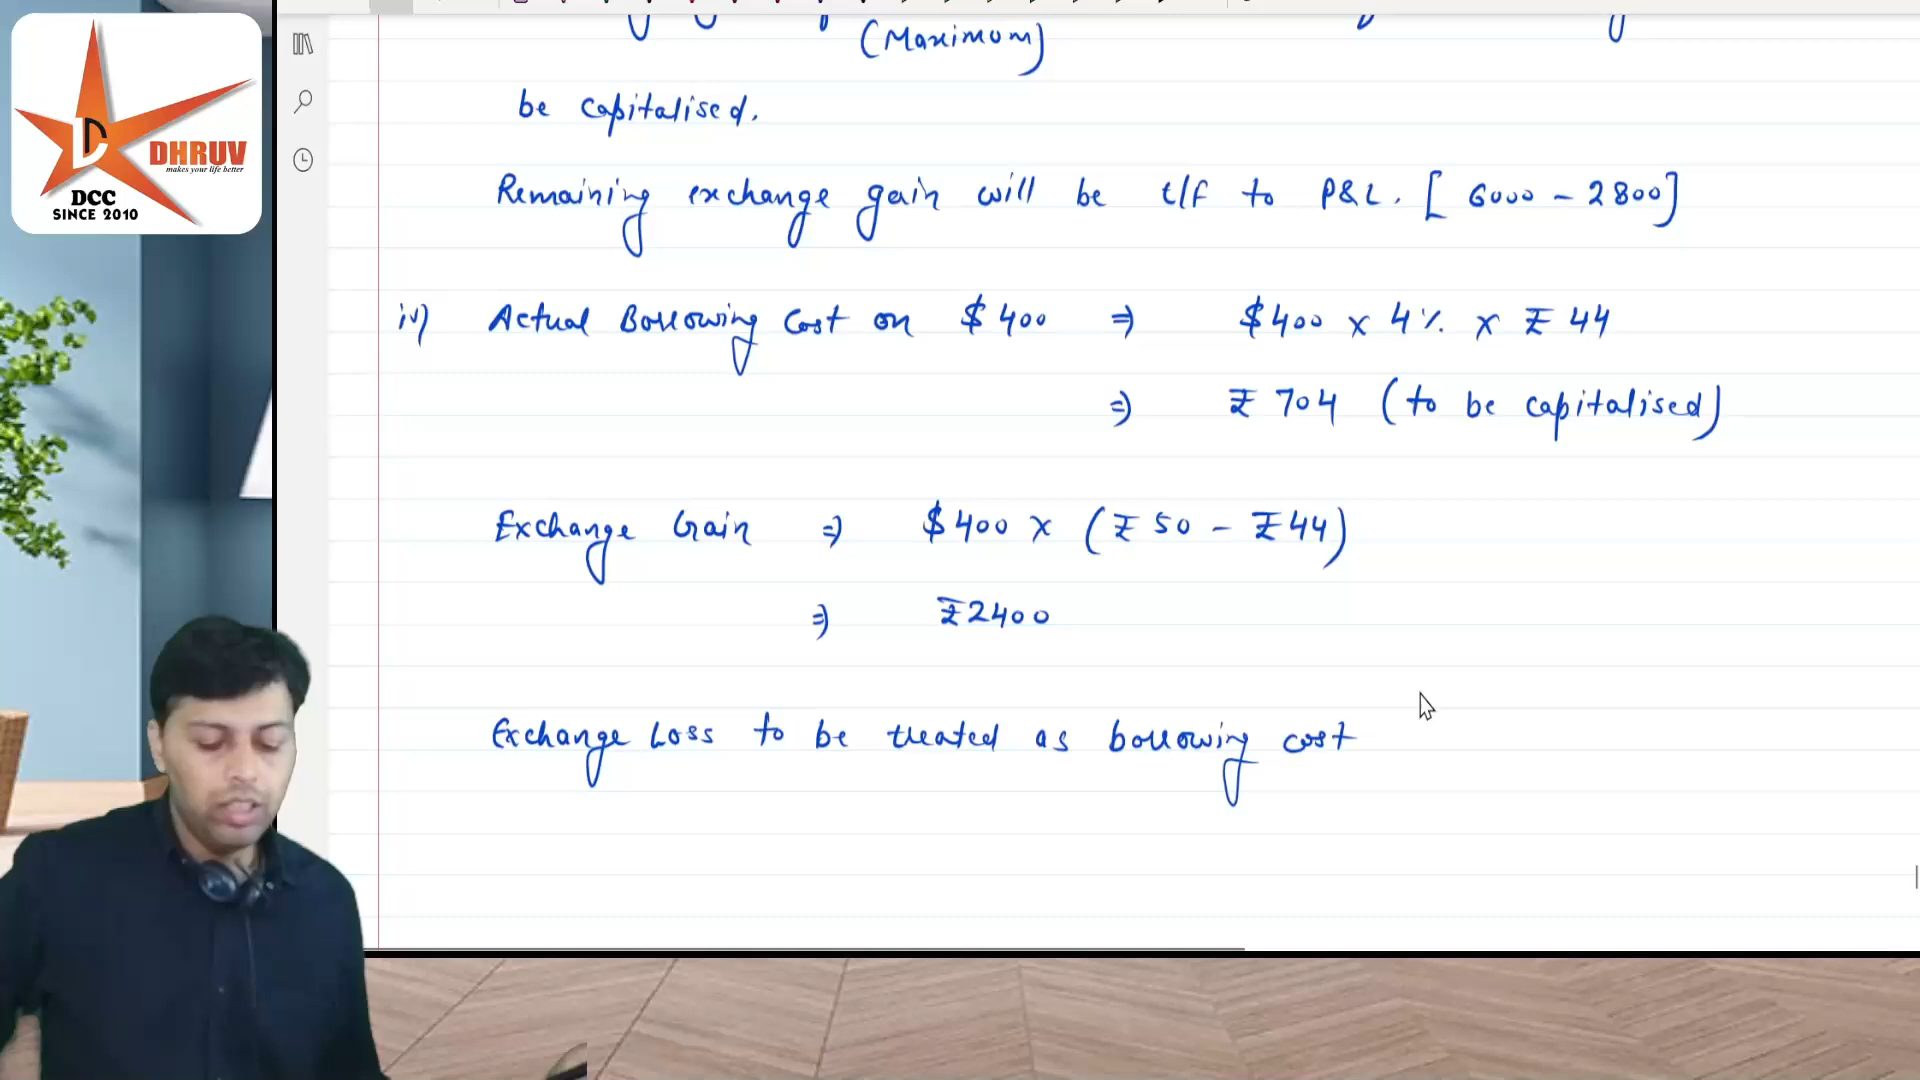 DHRUV
makes your life better
DCC
SINCE 2010
(Maximum)
be capitalised.
Remaining exchange gain will be t/f to P&L. [ 6000 - 2800]
iv) Actual Borrowing Cost on $ 400 ⇒ $400 x 4% x ₹ 44
⇒ ₹ 704 (to be capitalised)
Exchange Gain ⇒ $400 x (₹ 50 - ₹44)
⇒ ₹2400
Exchange Loss to be treated as borrowing cost